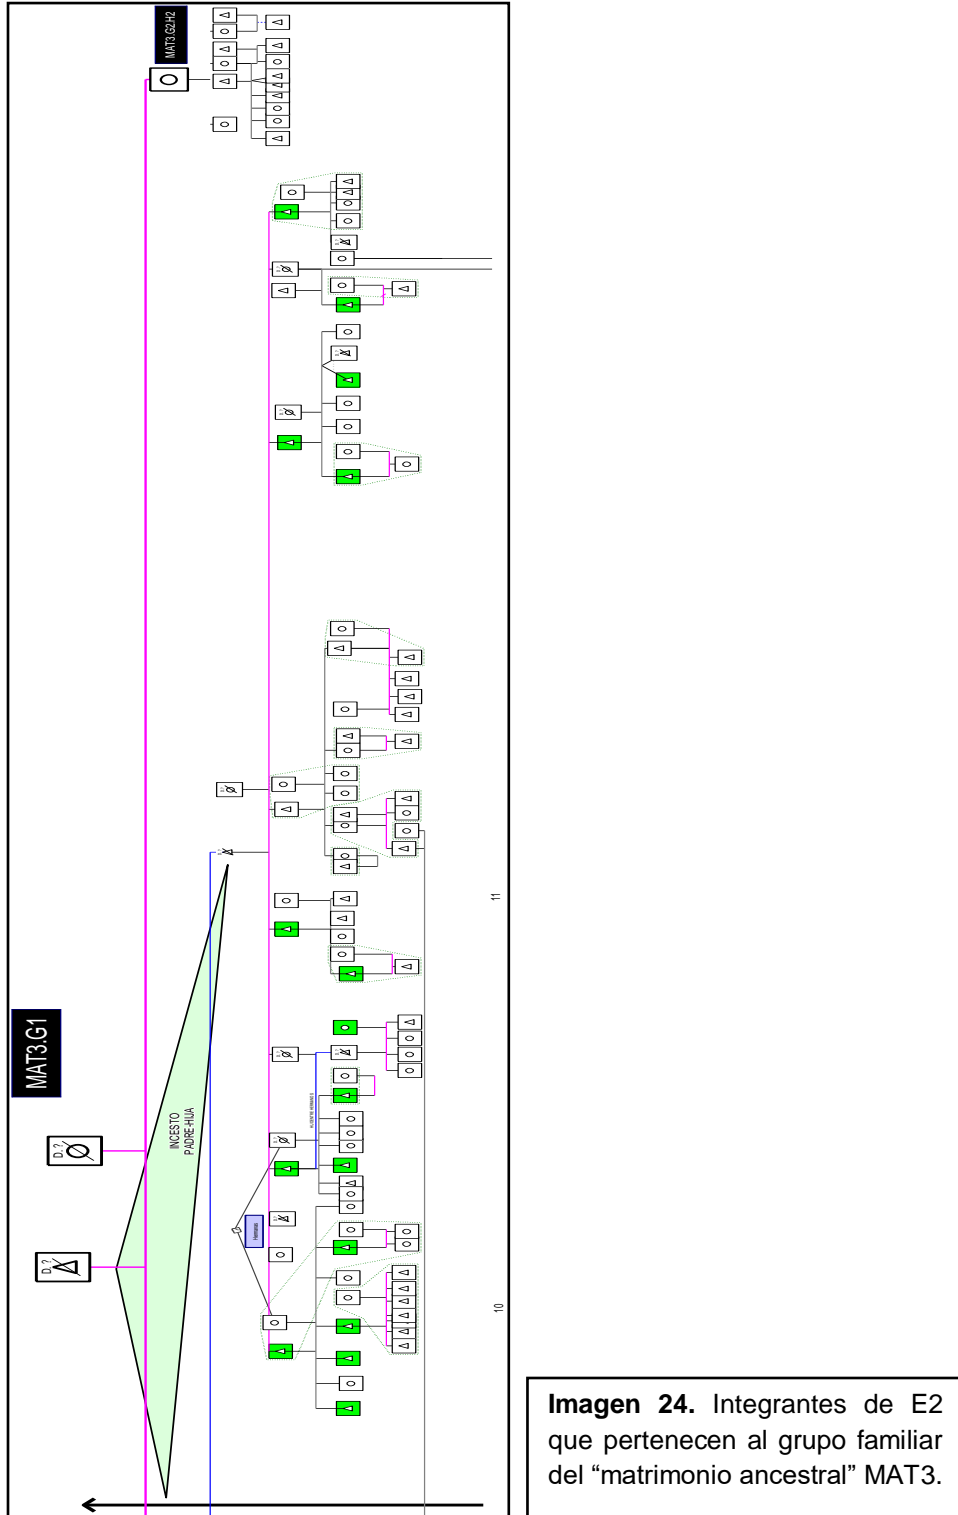 MAT3.G2.H2
MAT3.G1
D. ?
D. ?
INCESTO
PADRE-HIJA
Hermanas
11
10
Imagen 24. Integrantes de E2
que pertenecen al grupo familiar
del “matrimonio ancestral” MAT3.